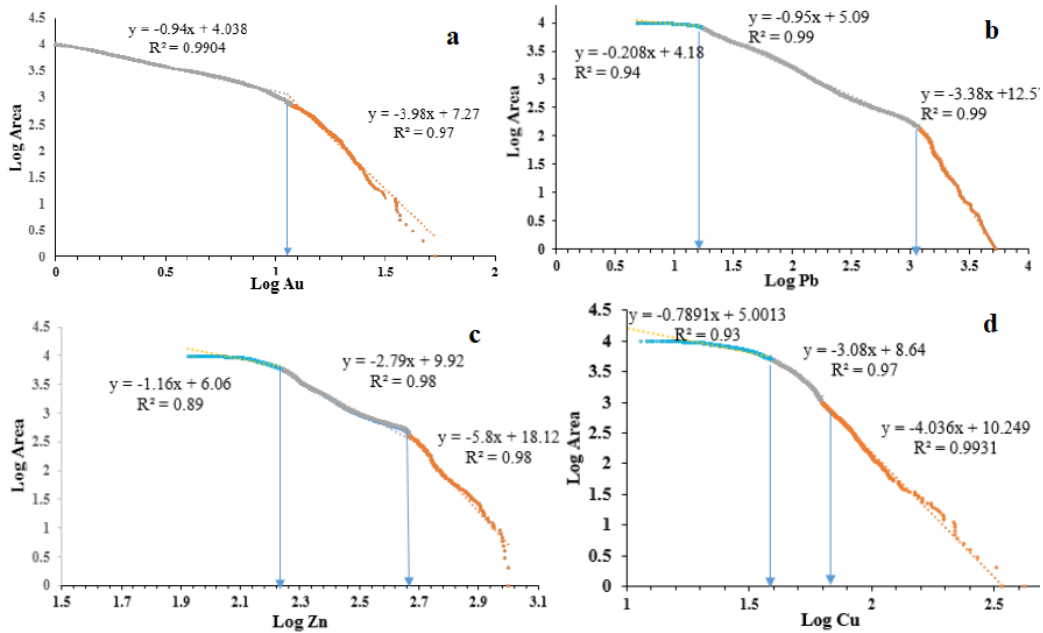 a
y = -0.94x + 4.038
R² = 0.9904
y = -3.98x + 7.27
R² = 0.97
Log Area
4.5
4
3.5
3
2.5
2
1.5
1
0.5
0
0 0.5 1 1.5 2
Log Au
b
y = -0.95x + 5.09
R² = 0.99
y = -0.208x + 4.18
R² = 0.94
y = -3.38x +12.57
R² = 0.99
Log Area
4.5
4
3.5
3
2.5
2
1.5
1
0.5
0
0 0.5 1 1.5 2 2.5 3 3.5 4
Log Pb
c
y = -2.79x + 9.92
R² = 0.98
y = -1.16x + 6.06
R² = 0.89
y = -5.8x + 18.12
R² = 0.98
Log Area
4.5
4
3.5
3
2.5
2
1.5
1
0.5
0
1.5 1.7 1.9 2.1 2.3 2.5 2.7 2.9 3.1
Log Zn
d
y = -0.7891x + 5.0013
R² = 0.93
y = -3.08x + 8.64
R² = 0.97
y = -4.036x + 10.249
R² = 0.9931
Log Area
4.5
4
3.5
3
2.5
2
1.5
1
0.5
0
1 1.5 2 2.5
Log Cu